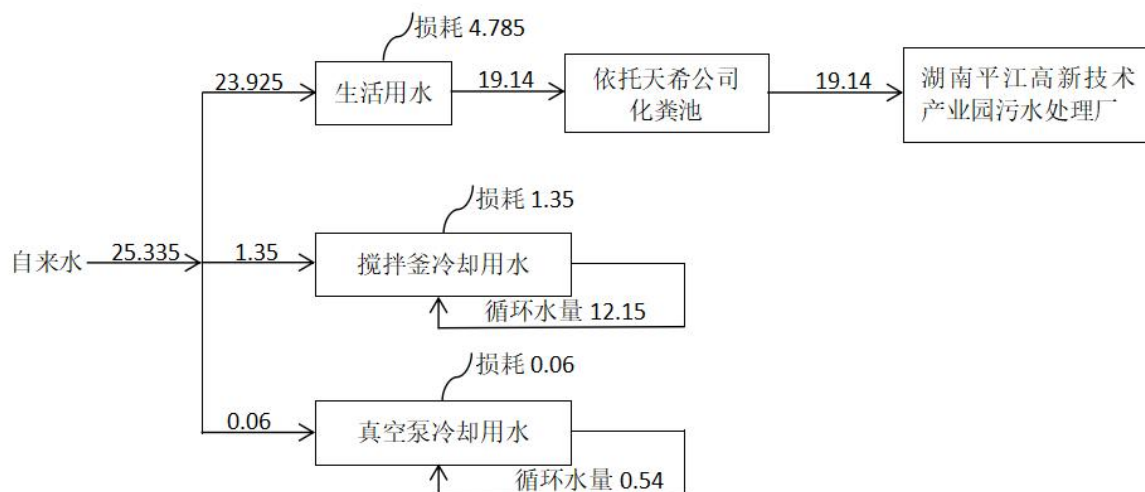 损耗 4.785
23.925
生活用水
19.14
依托天希公司
化粪池
19.14
湖南平江高新技术
产业园污水处理厂
损耗 1.35
自来水
25.335
1.35
搅拌釜冷却用水
循环水量 12.15
损耗 0.06
0.06
真空泵冷却用水
循环水量 0.54